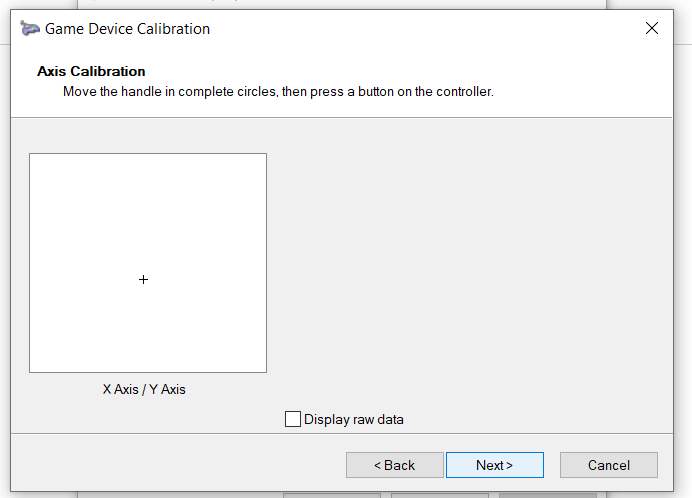 Game Device Calibration
Axis Calibration
Move the handle in complete circles, then press a button on the controller.
X Axis / Y Axis
Display raw data
< Back
Next >
Cancel